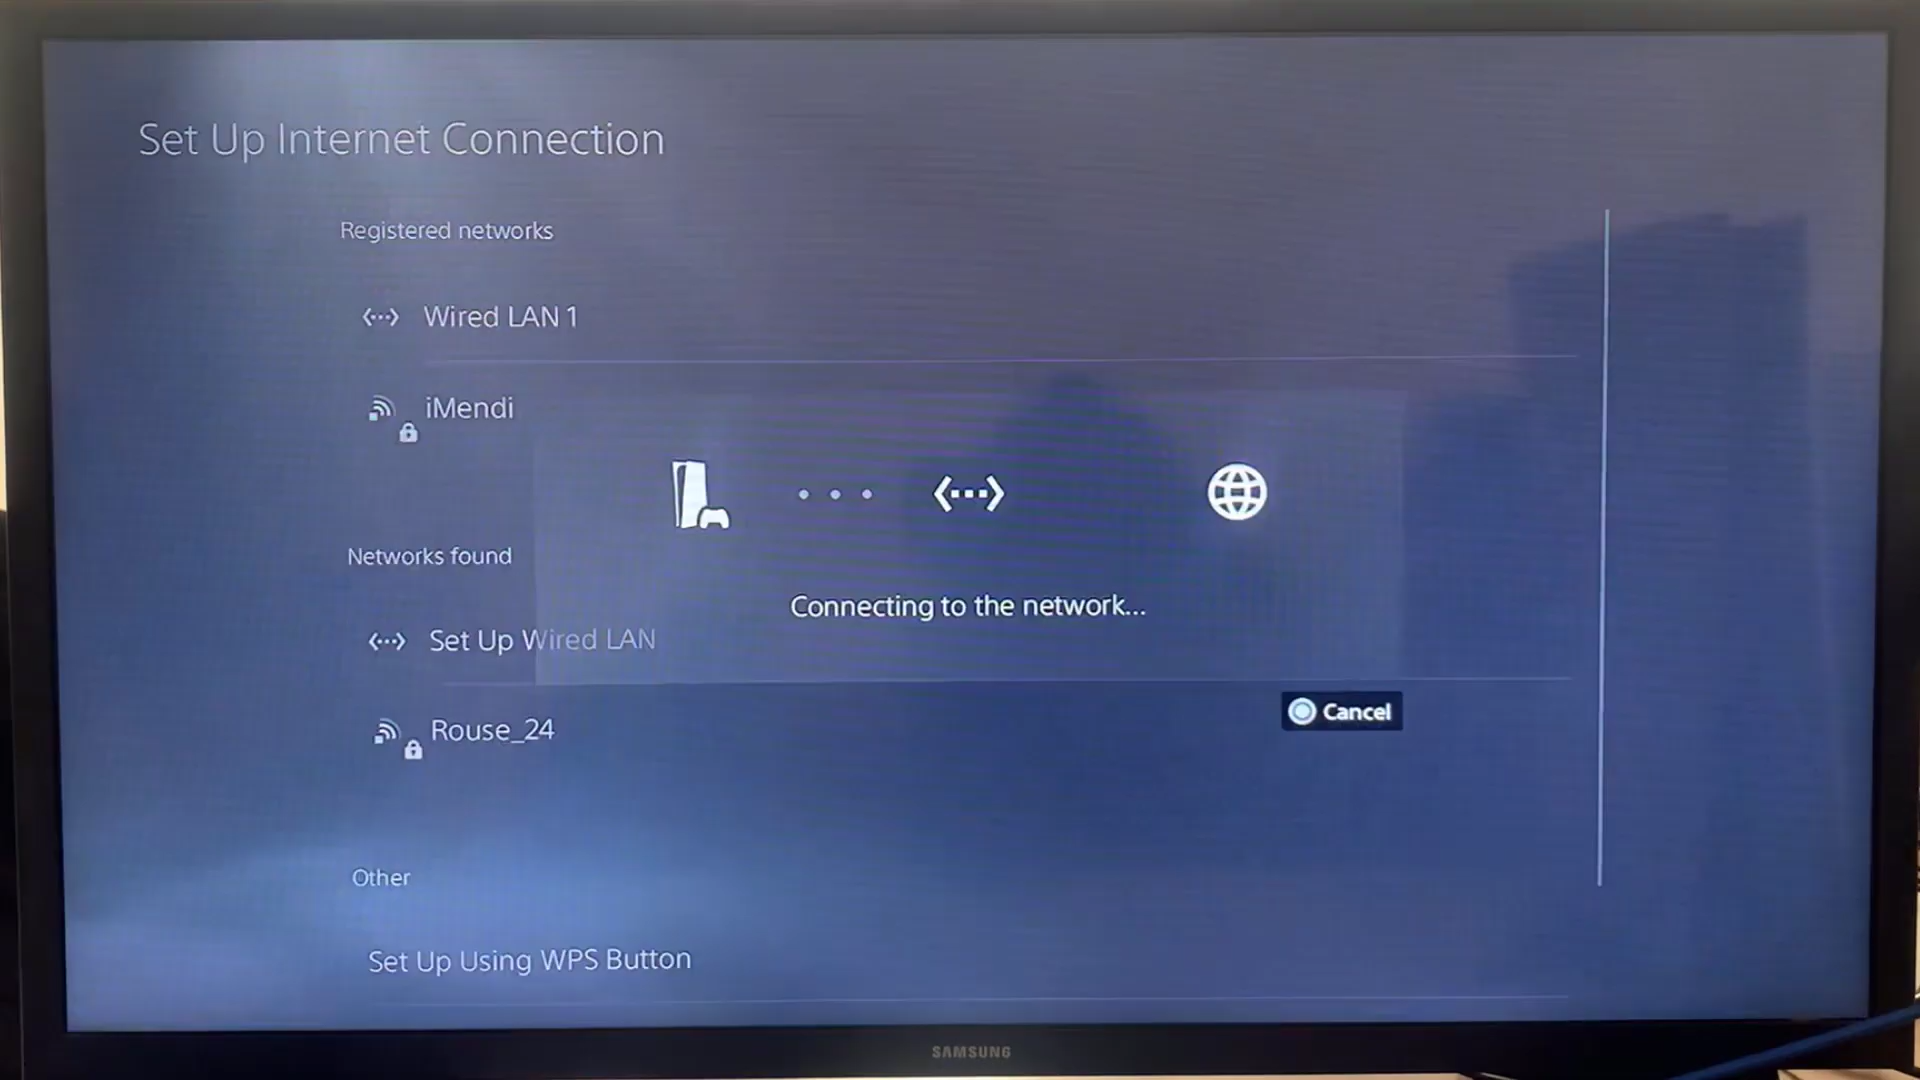 Set Up Internet Connection
Registered networks
Wired LAN 1
iMendi
Connecting to the network...
Networks found
Set Up Wired LAN
Rouse_24
Cancel
Other
Set Up Using WPS Button
SAMSUNG